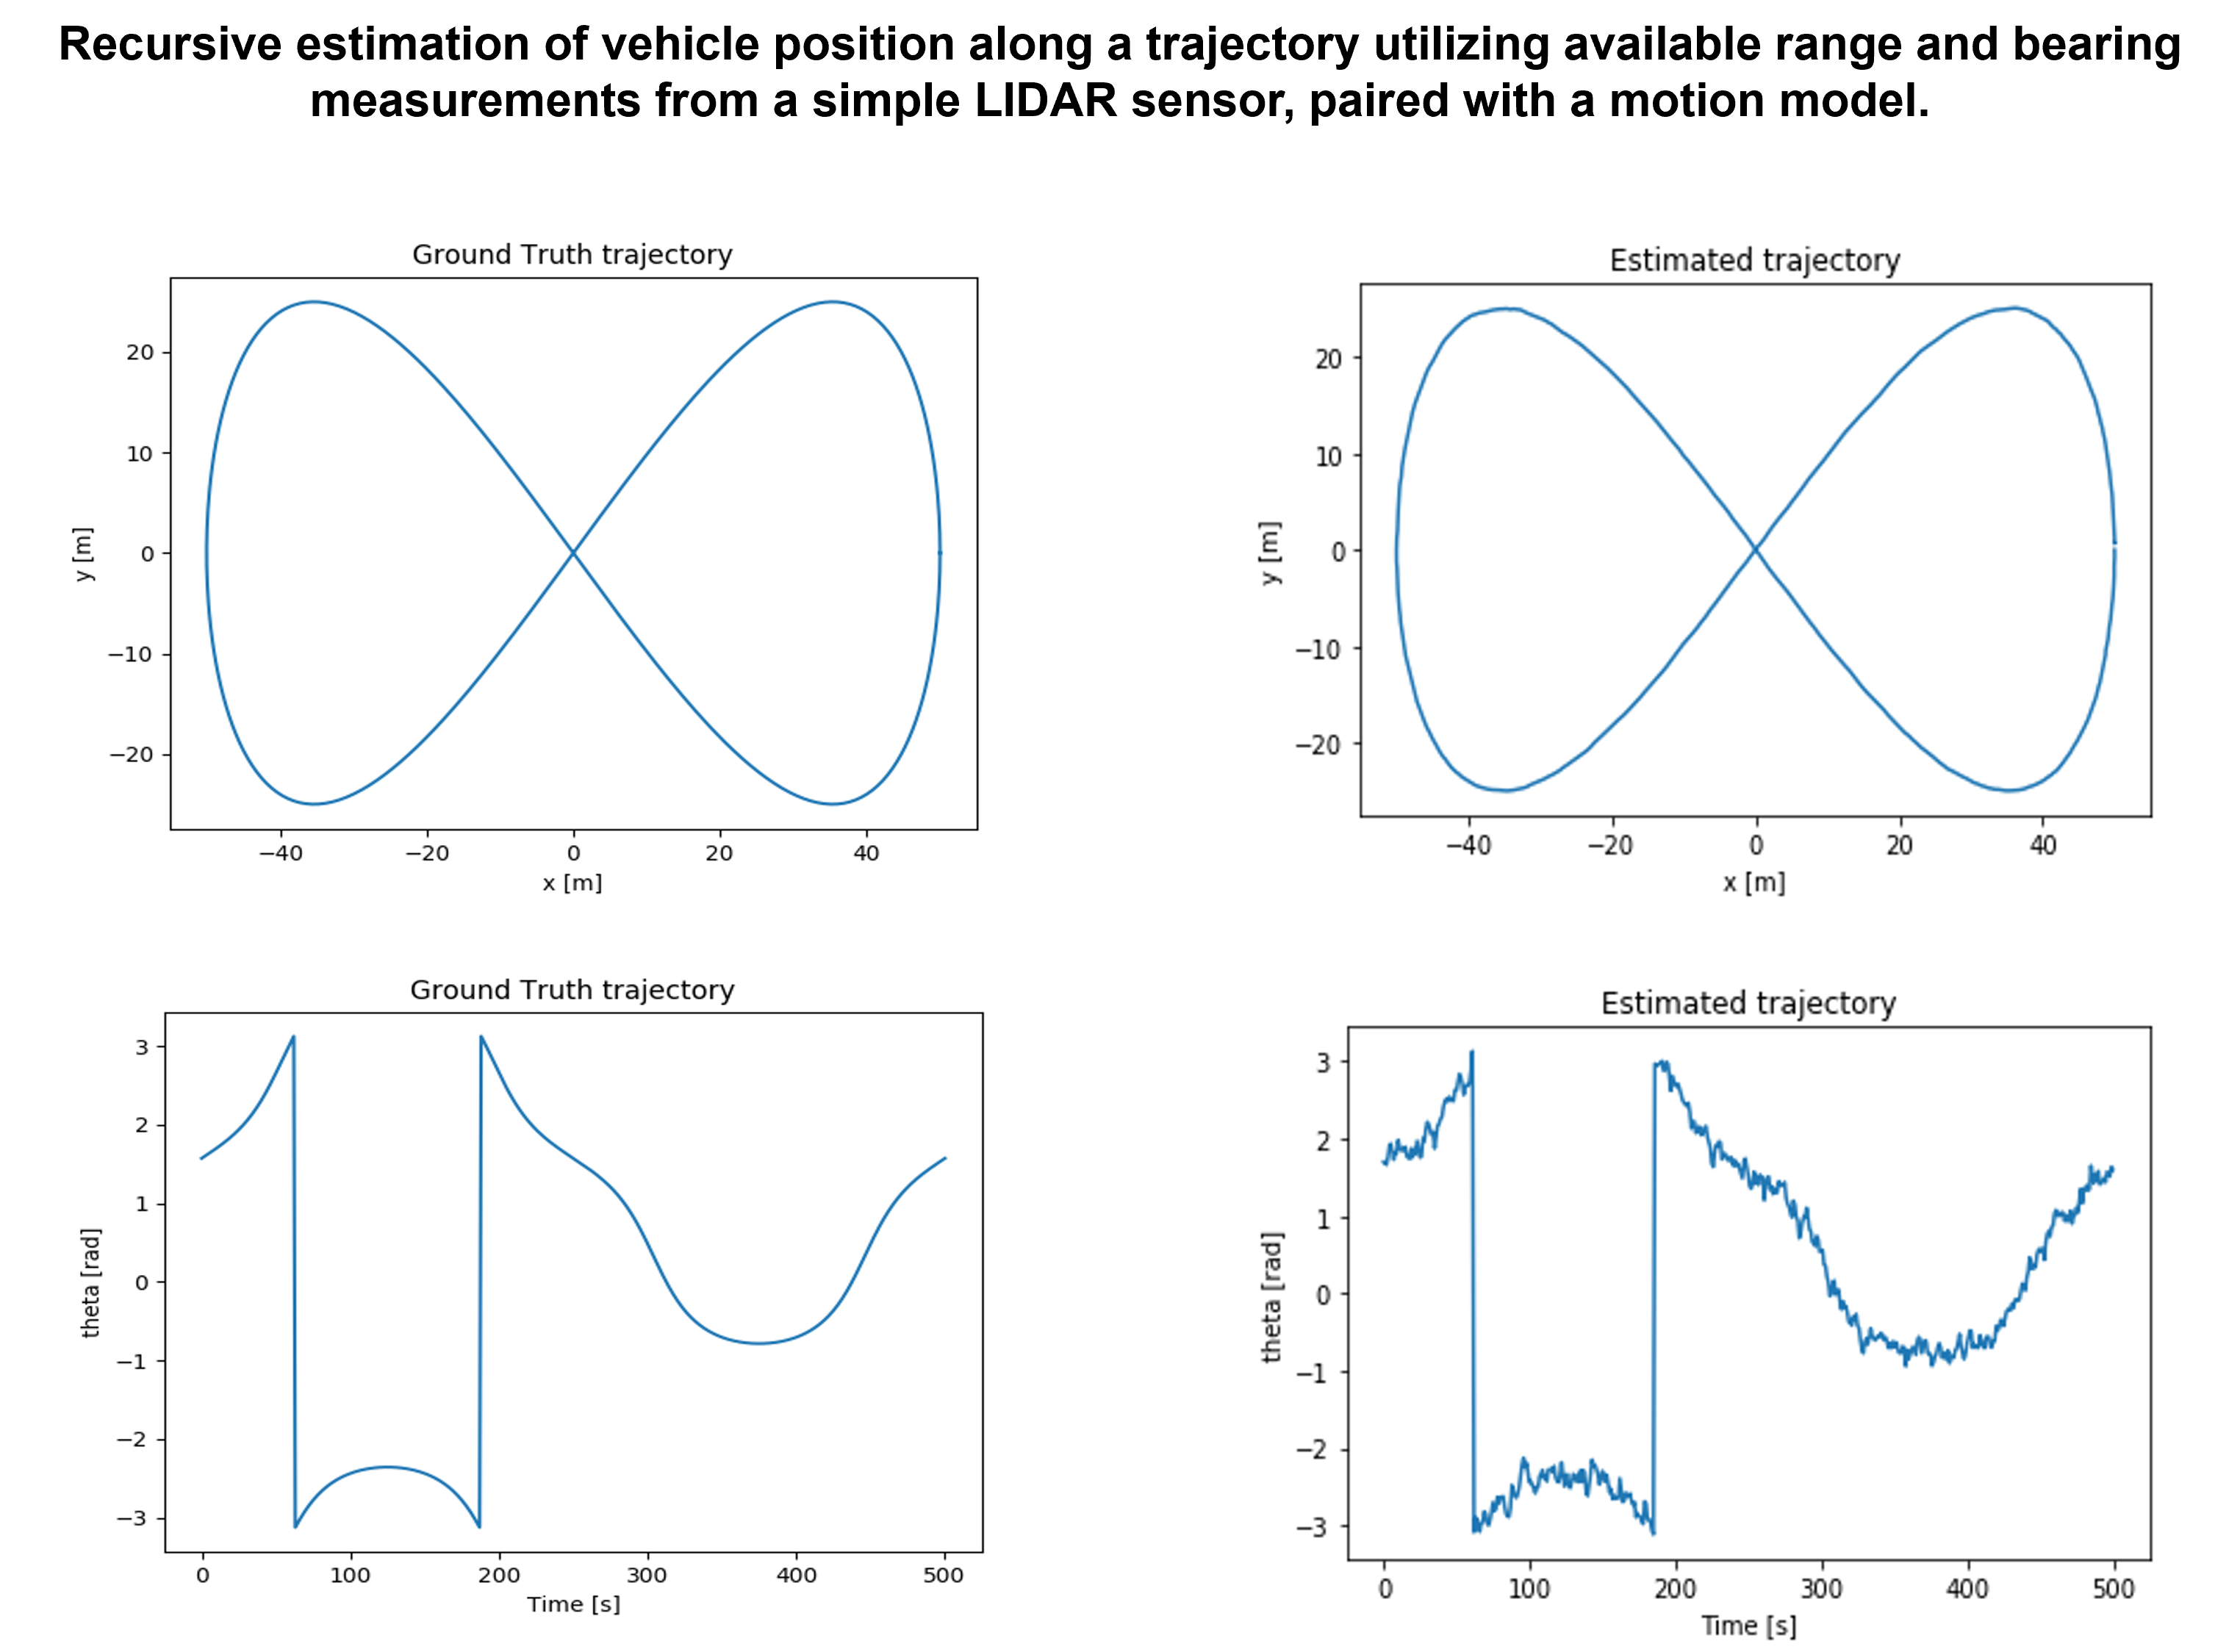 Recursive estimation of vehicle position along a trajectory utilizing available range and bearing
measurements from a simple LIDAR sensor, paired with a motion model.
Ground Truth trajectory
y [m]
20
10
0
−10
−20
−40 −20 0 20 40
x [m]
Estimated trajectory
y [m]
20
10
0
−10
−20
−40 −20 0 20 40
x [m]
Ground Truth trajectory
theta [rad]
3
2
1
0
−1
−2
−3
0 100 200 300 400 500
Time [s]
Estimated trajectory
theta [rad]
3
2
1
0
−1
−2
−3
0 100 200 300 400 500
Time [s]